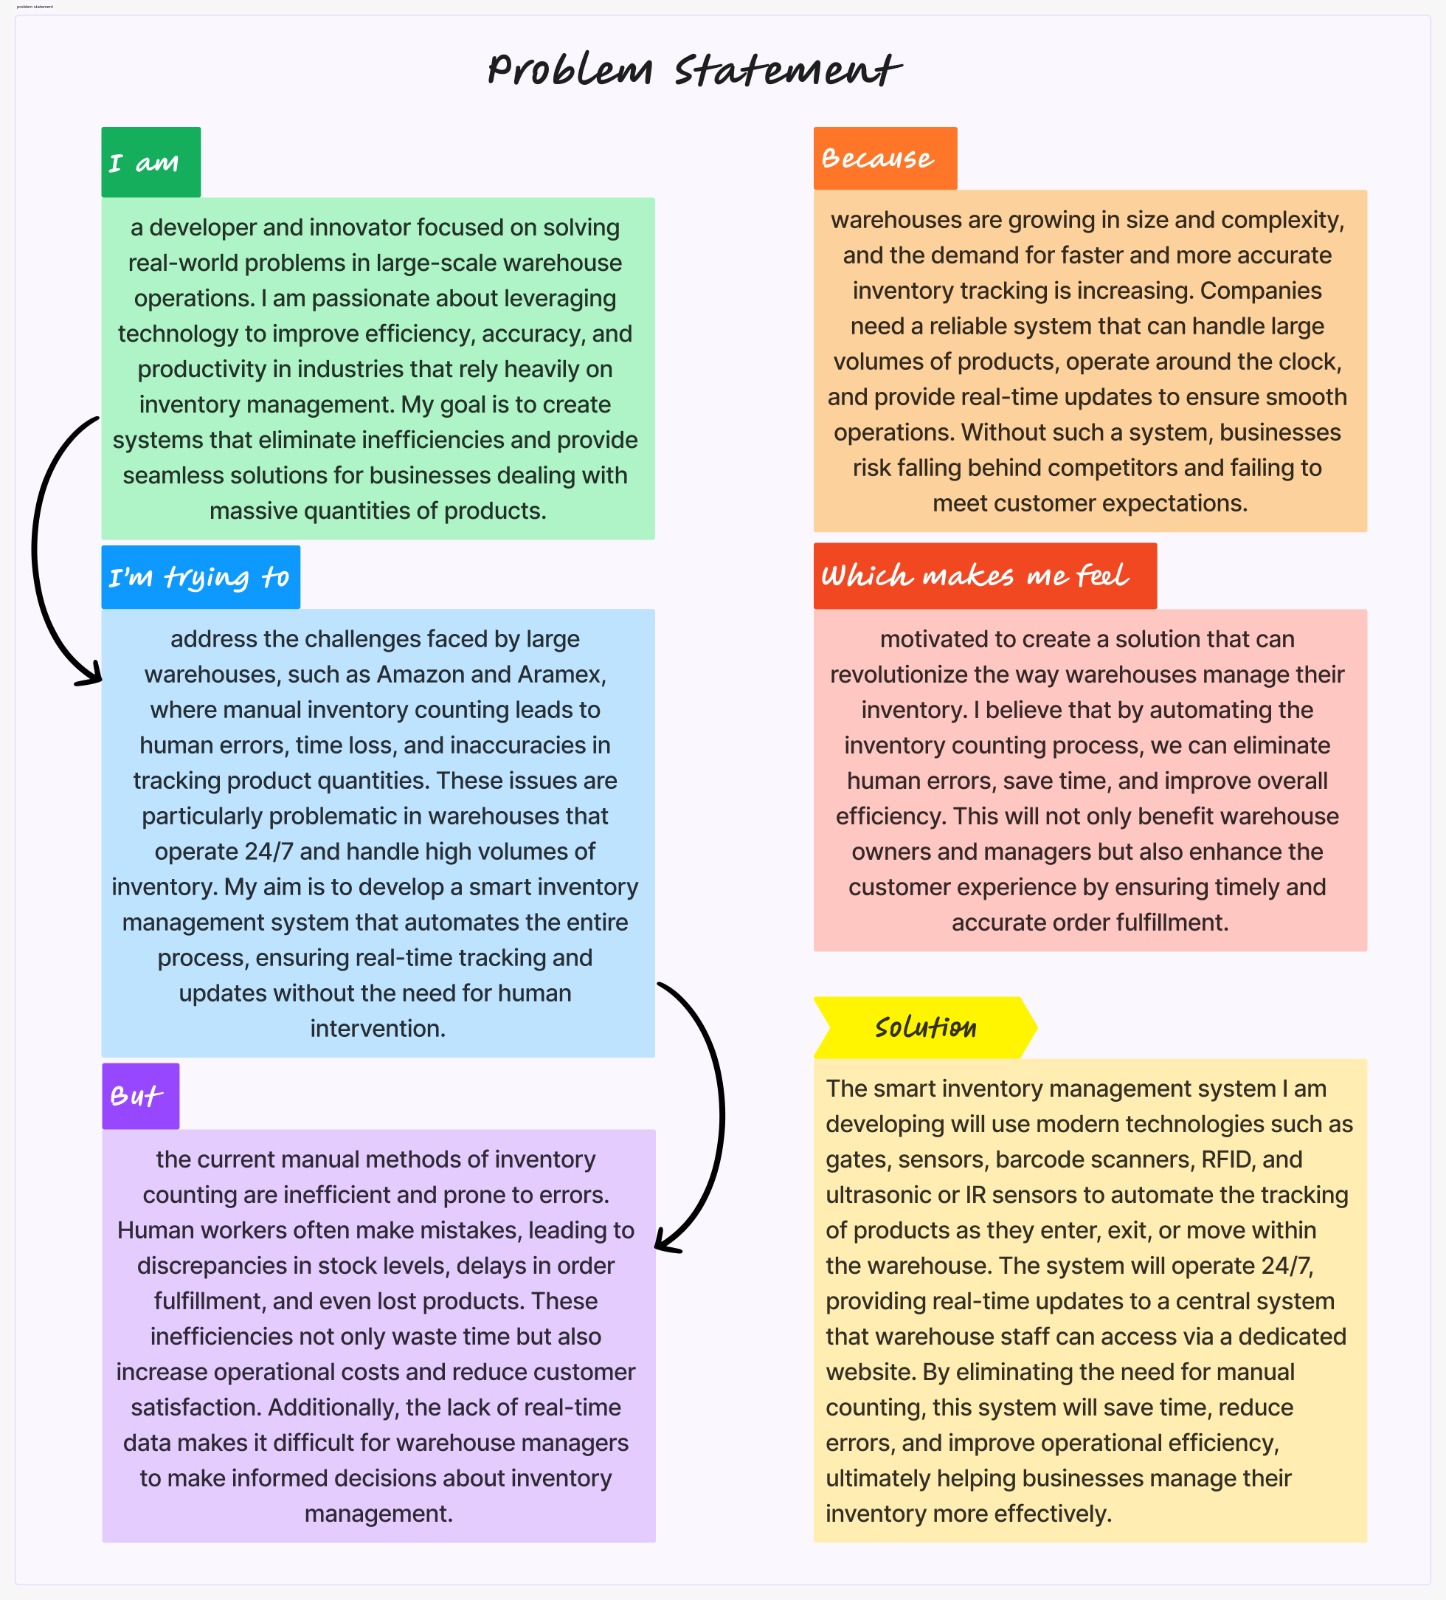 problem statement
Problem Statement
I am
a developer and innovator focused on solving
real-world problems in large-scale warehouse
operations. I am passionate about leveraging
technology to improve efficiency, accuracy, and
productivity in industries that rely heavily on
inventory management. My goal is to create
systems that eliminate inefficiencies and provide
seamless solutions for businesses dealing with
massive quantities of products.
I'm trying to
address the challenges faced by large
warehouses, such as Amazon and Aramex,
where manual inventory counting leads to
human errors, time loss, and inaccuracies in
tracking product quantities. These issues are
particularly problematic in warehouses that
operate 24/7 and handle high volumes of
inventory. My aim is to develop a smart inventory
management system that automates the entire
process, ensuring real-time tracking and
updates without the need for human
intervention.
But
the current manual methods of inventory
counting are inefficient and prone to errors.
Human workers often make mistakes, leading to
discrepancies in stock levels, delays in order
fulfillment, and even lost products. These
inefficiencies not only waste time but also
increase operational costs and reduce customer
satisfaction. Additionally, the lack of real-time
data makes it difficult for warehouse managers
to make informed decisions about inventory
management.
Because
warehouses are growing in size and complexity,
and the demand for faster and more accurate
inventory tracking is increasing. Companies
need a reliable system that can handle large
volumes of products, operate around the clock,
and provide real-time updates to ensure smooth
operations. Without such a system, businesses
risk falling behind competitors and failing to
meet customer expectations.
Which makes me feel
motivated to create a solution that can
revolutionize the way warehouses manage their
inventory. I believe that by automating the
inventory counting process, we can eliminate
human errors, save time, and improve overall
efficiency. This will not only benefit warehouse
owners and managers but also enhance the
customer experience by ensuring timely and
accurate order fulfillment.
Solution
The smart inventory management system I am
developing will use modern technologies such as
gates, sensors, barcode scanners, RFID, and
ultrasonic or IR sensors to automate the tracking
of products as they enter, exit, or move within
the warehouse. The system will operate 24/7,
providing real-time updates to a central system
that warehouse staff can access via a dedicated
website. By eliminating the need for manual
counting, this system will save time, reduce
errors, and improve operational efficiency,
ultimately helping businesses manage their
inventory more effectively.